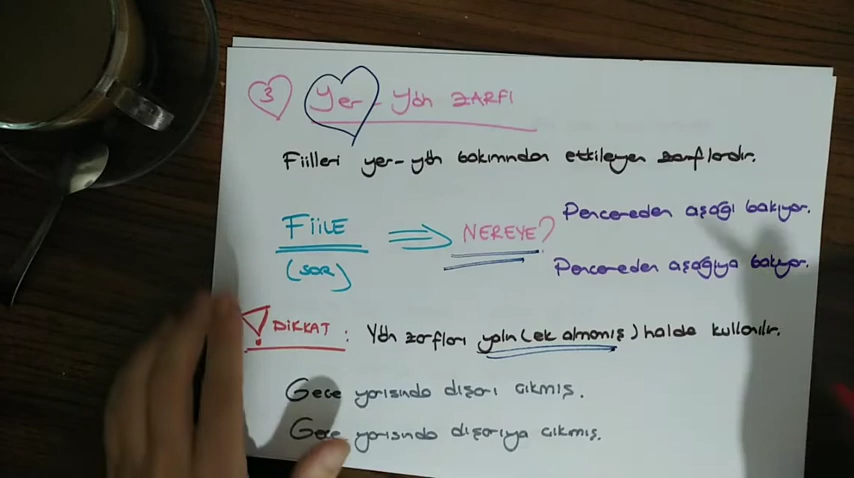 3 Yer-Yön ZARFI
Fiilleri yer-yön bakımından etkileyen zarflardır.
FİİLE ⇒ NEREYE?
(SOR)
Pencereden aşağı bakıyor.
Pencereden aşağıya bakıyor.
! DİKKAT : Yön zarfları yalın (ek almamış) halde kullanılır.
Gece yarısında dışarı çıkmış.
Gece yarısında dışarıya çıkmış.